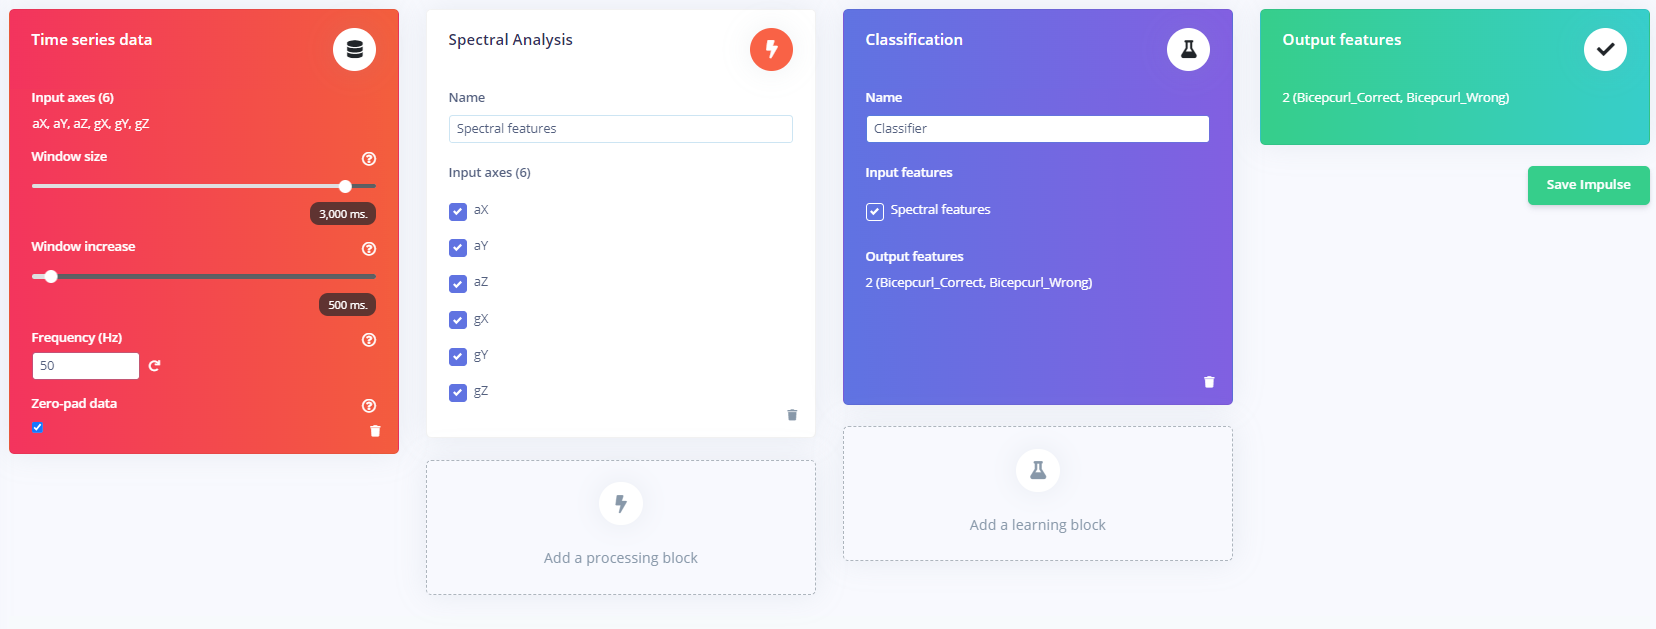 Time series data
Input axes (6)
aX, aY, aZ, gX, gY, gZ
Window size
3,000 ms.
Window increase
500 ms.
Frequency (Hz)
50
Zero-pad data
Spectral Analysis
Name
Spectral features
Input axes (6)
aX
aY
aZ
gX
gY
gZ
Add a processing block
Classification
Name
Classifier
Input features
Spectral features
Output features
2 (Bicepcurl_Correct, Bicepcurl_Wrong)
Add a learning block
Output features
2 (Bicepcurl_Correct, Bicepcurl_Wrong)
Save Impulse